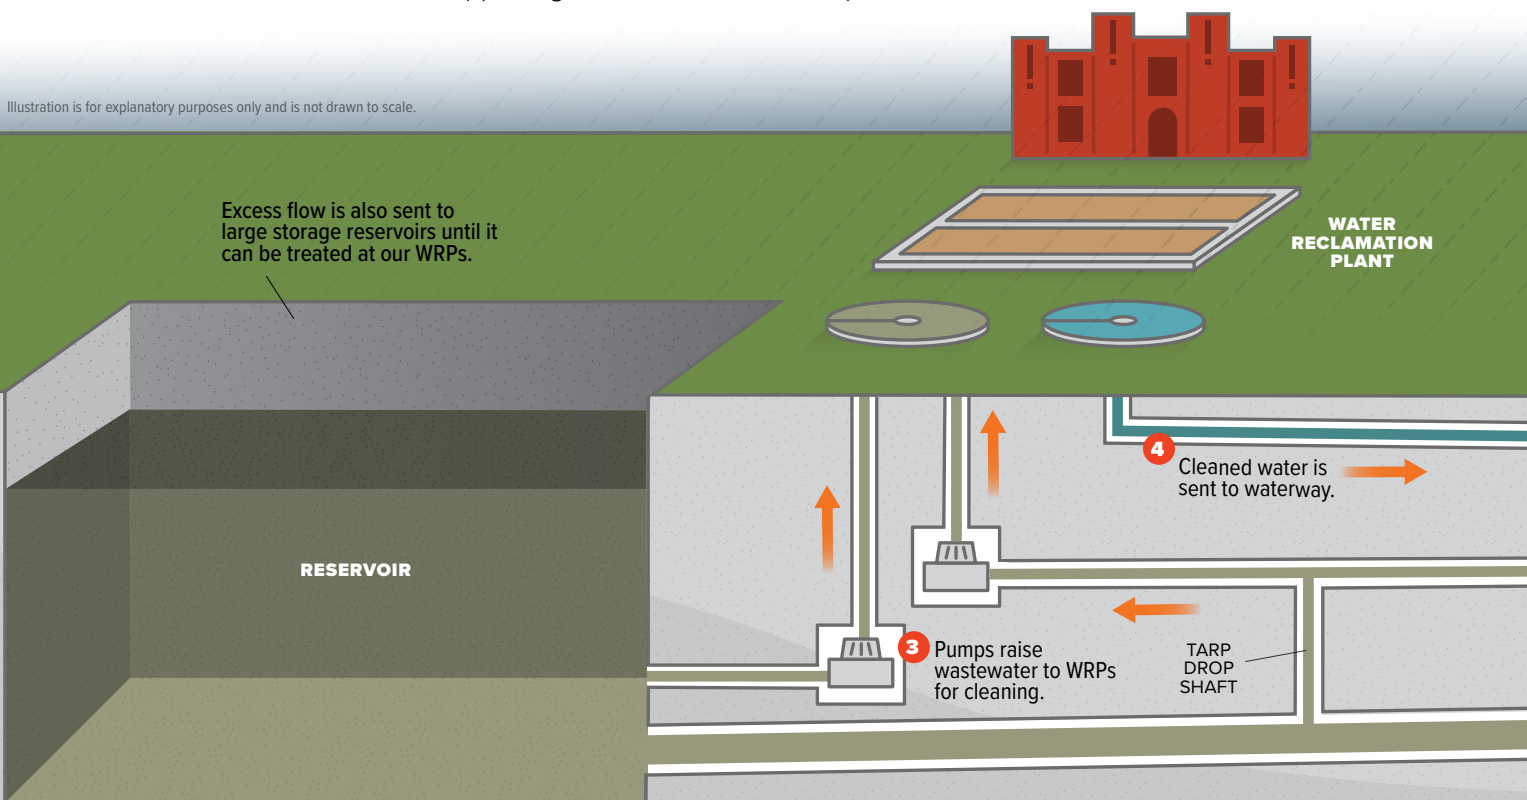 Illustration is for explanatory purposes only and is not drawn to scale.
Excess flow is also sent to
large storage reservoirs until it
can be treated at our WRPs.
WATER
RECLAMATION
PLANT
4
Cleaned water is
sent to waterway.
RESERVOIR
3
Pumps raise
wastewater to WRPs
for cleaning.
TARP
DROP
SHAFT